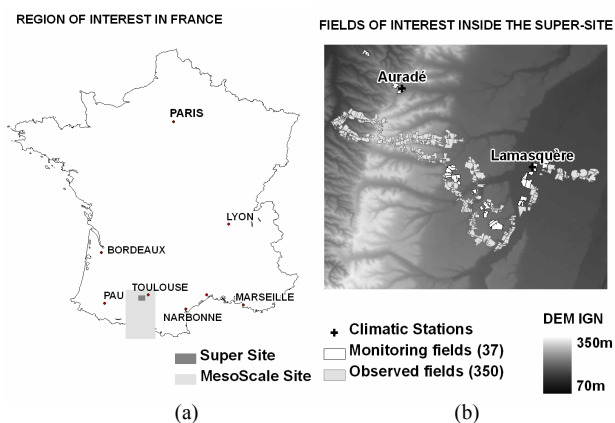 REGION OF INTEREST IN FRANCE
PARIS
LYON
BORDEAUX
PAU
TOULOUSE
NARBONNE
MARSEILLE
Super Site
MesoScale Site
(a)
FIELDS OF INTEREST INSIDE THE SUPER-SITE
Auradé
Lamasquère
Climatic Stations
Monitoring fields (37)
Observed fields (350)
DEM IGN
350m
70m
(b)